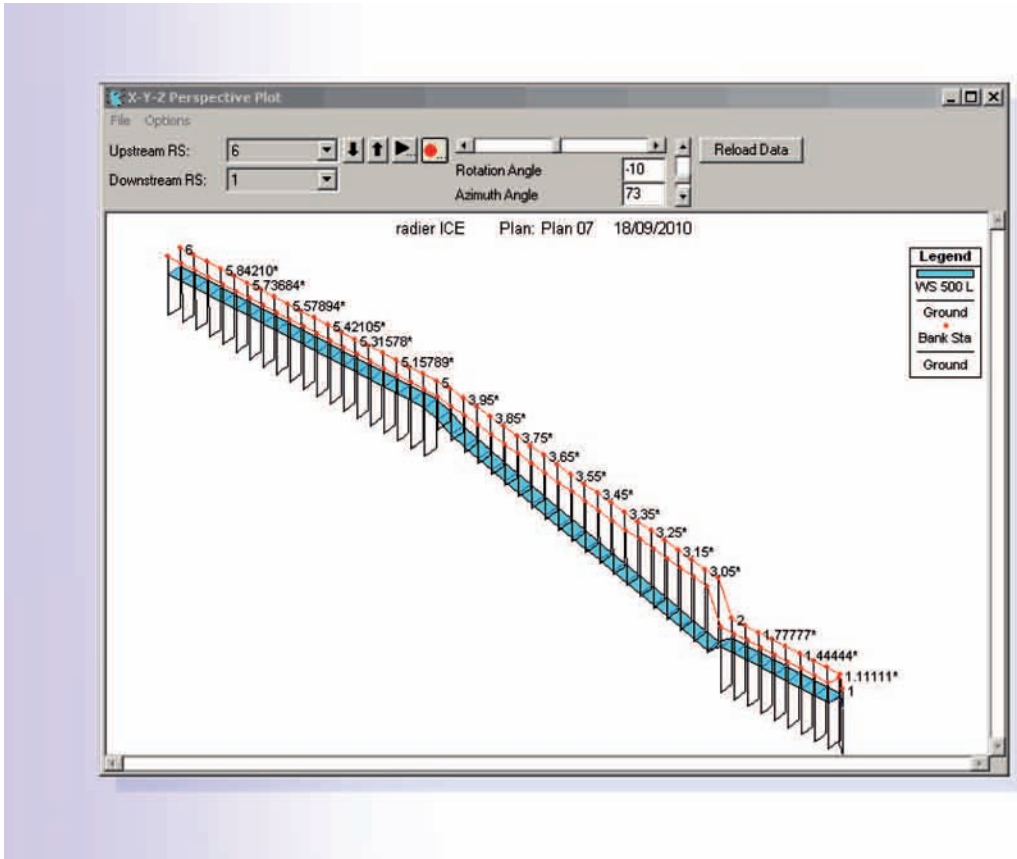 X-Y-Z Perspective Plot
File Options
Upstream RS: 6
Downstream RS: 1
Rotation Angle -10
Azimuth Angle 73
Reload Data
radier ICE Plan: Plan 07 18/09/2010
Legend
WS 500 L
Ground
Bank Sta
Ground
6
5.84210*
5.73684*
5.57894*
5.42105*
5.31578*
5.15789*
5
3.95*
3.85*
3.75*
3.65*
3.55*
3.45*
3.35*
3.25*
3.15*
3.05*
2
1.77777*
1.44444*
1.11111*
1